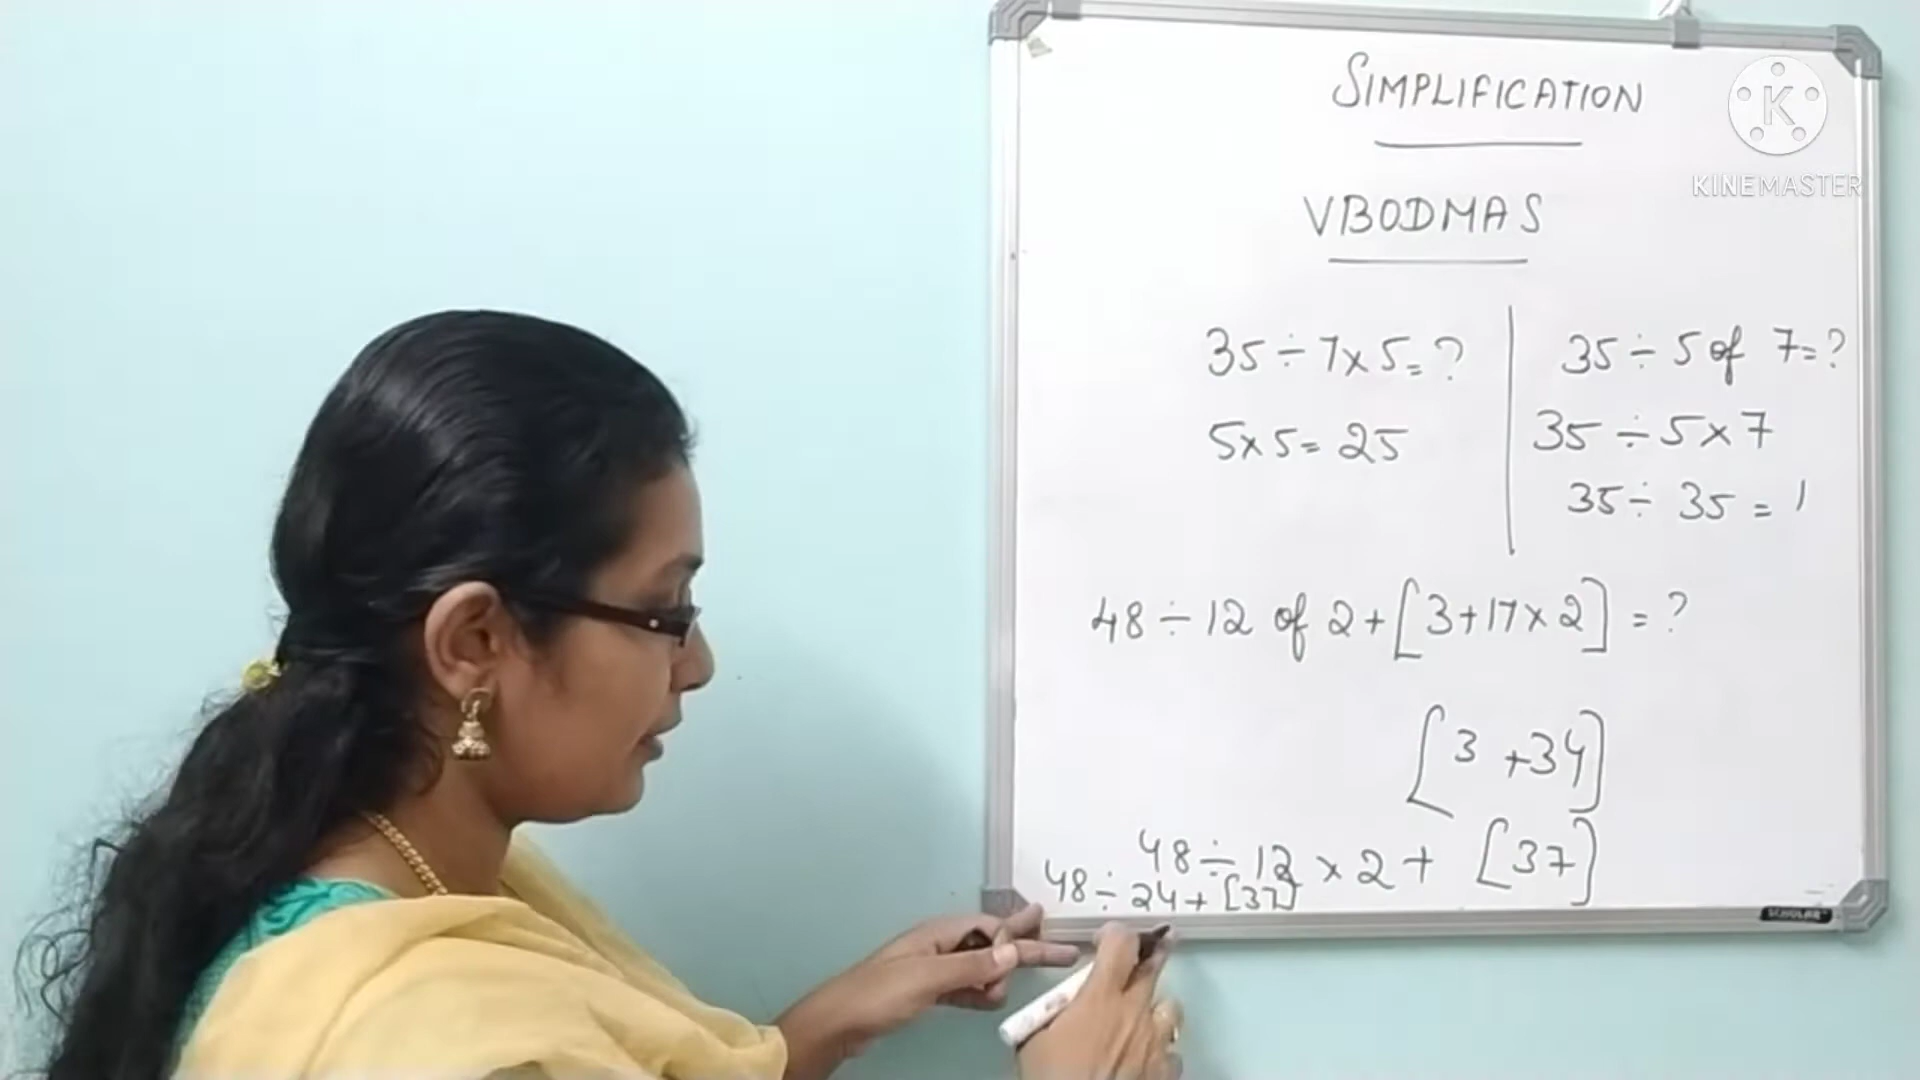 SIMPLIFICATION
K
KINEMASTER
VBODMAS
35÷7×5=?
5×5=25
35÷5 of 7=?
35÷5×7
35÷35=1
48÷12 of 2+[3+17×2]=?
[3+34]
48÷12×2+[37]
48÷24+[37]
SCHOLAR